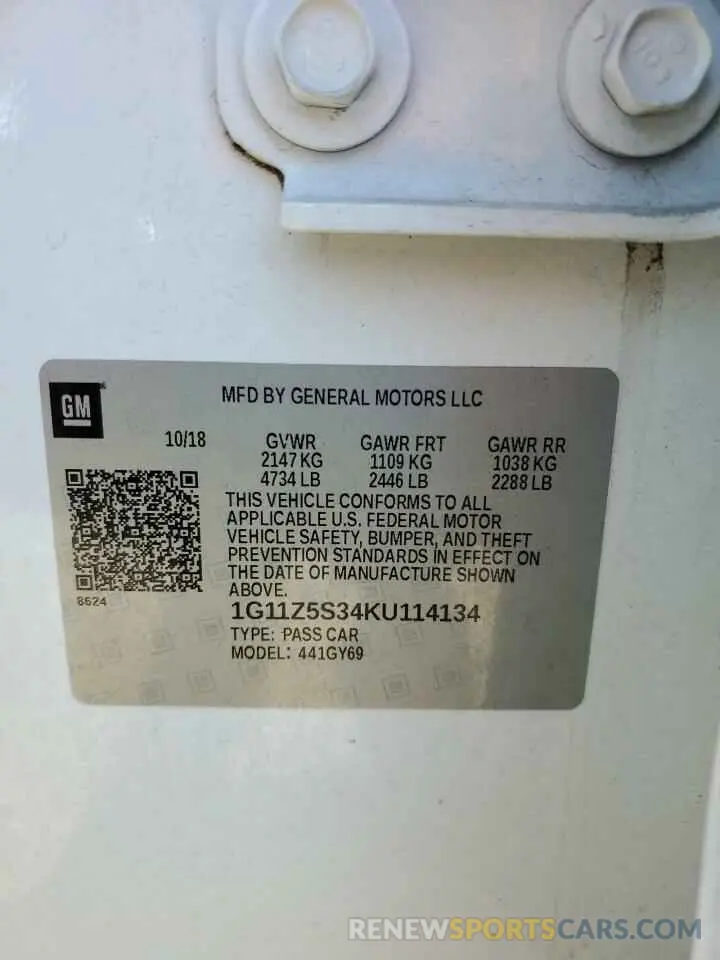 GM
MFD BY GENERAL MOTORS LLC
10/18 GVWR GAWR FRT GAWR RR
2147 KG 1109 KG 1038 KG
4734 LB 2446 LB 2288 LB
THIS VEHICLE CONFORMS TO ALL
APPLICABLE U.S. FEDERAL MOTOR
VEHICLE SAFETY, BUMPER, AND THEFT
PREVENTION STANDARDS IN EFFECT ON
THE DATE OF MANUFACTURE SHOWN
ABOVE.
8624
1G11Z5S34KU114134
TYPE: PASS CAR
MODEL: 441GY69
RENEWSPORTSCARS.COM